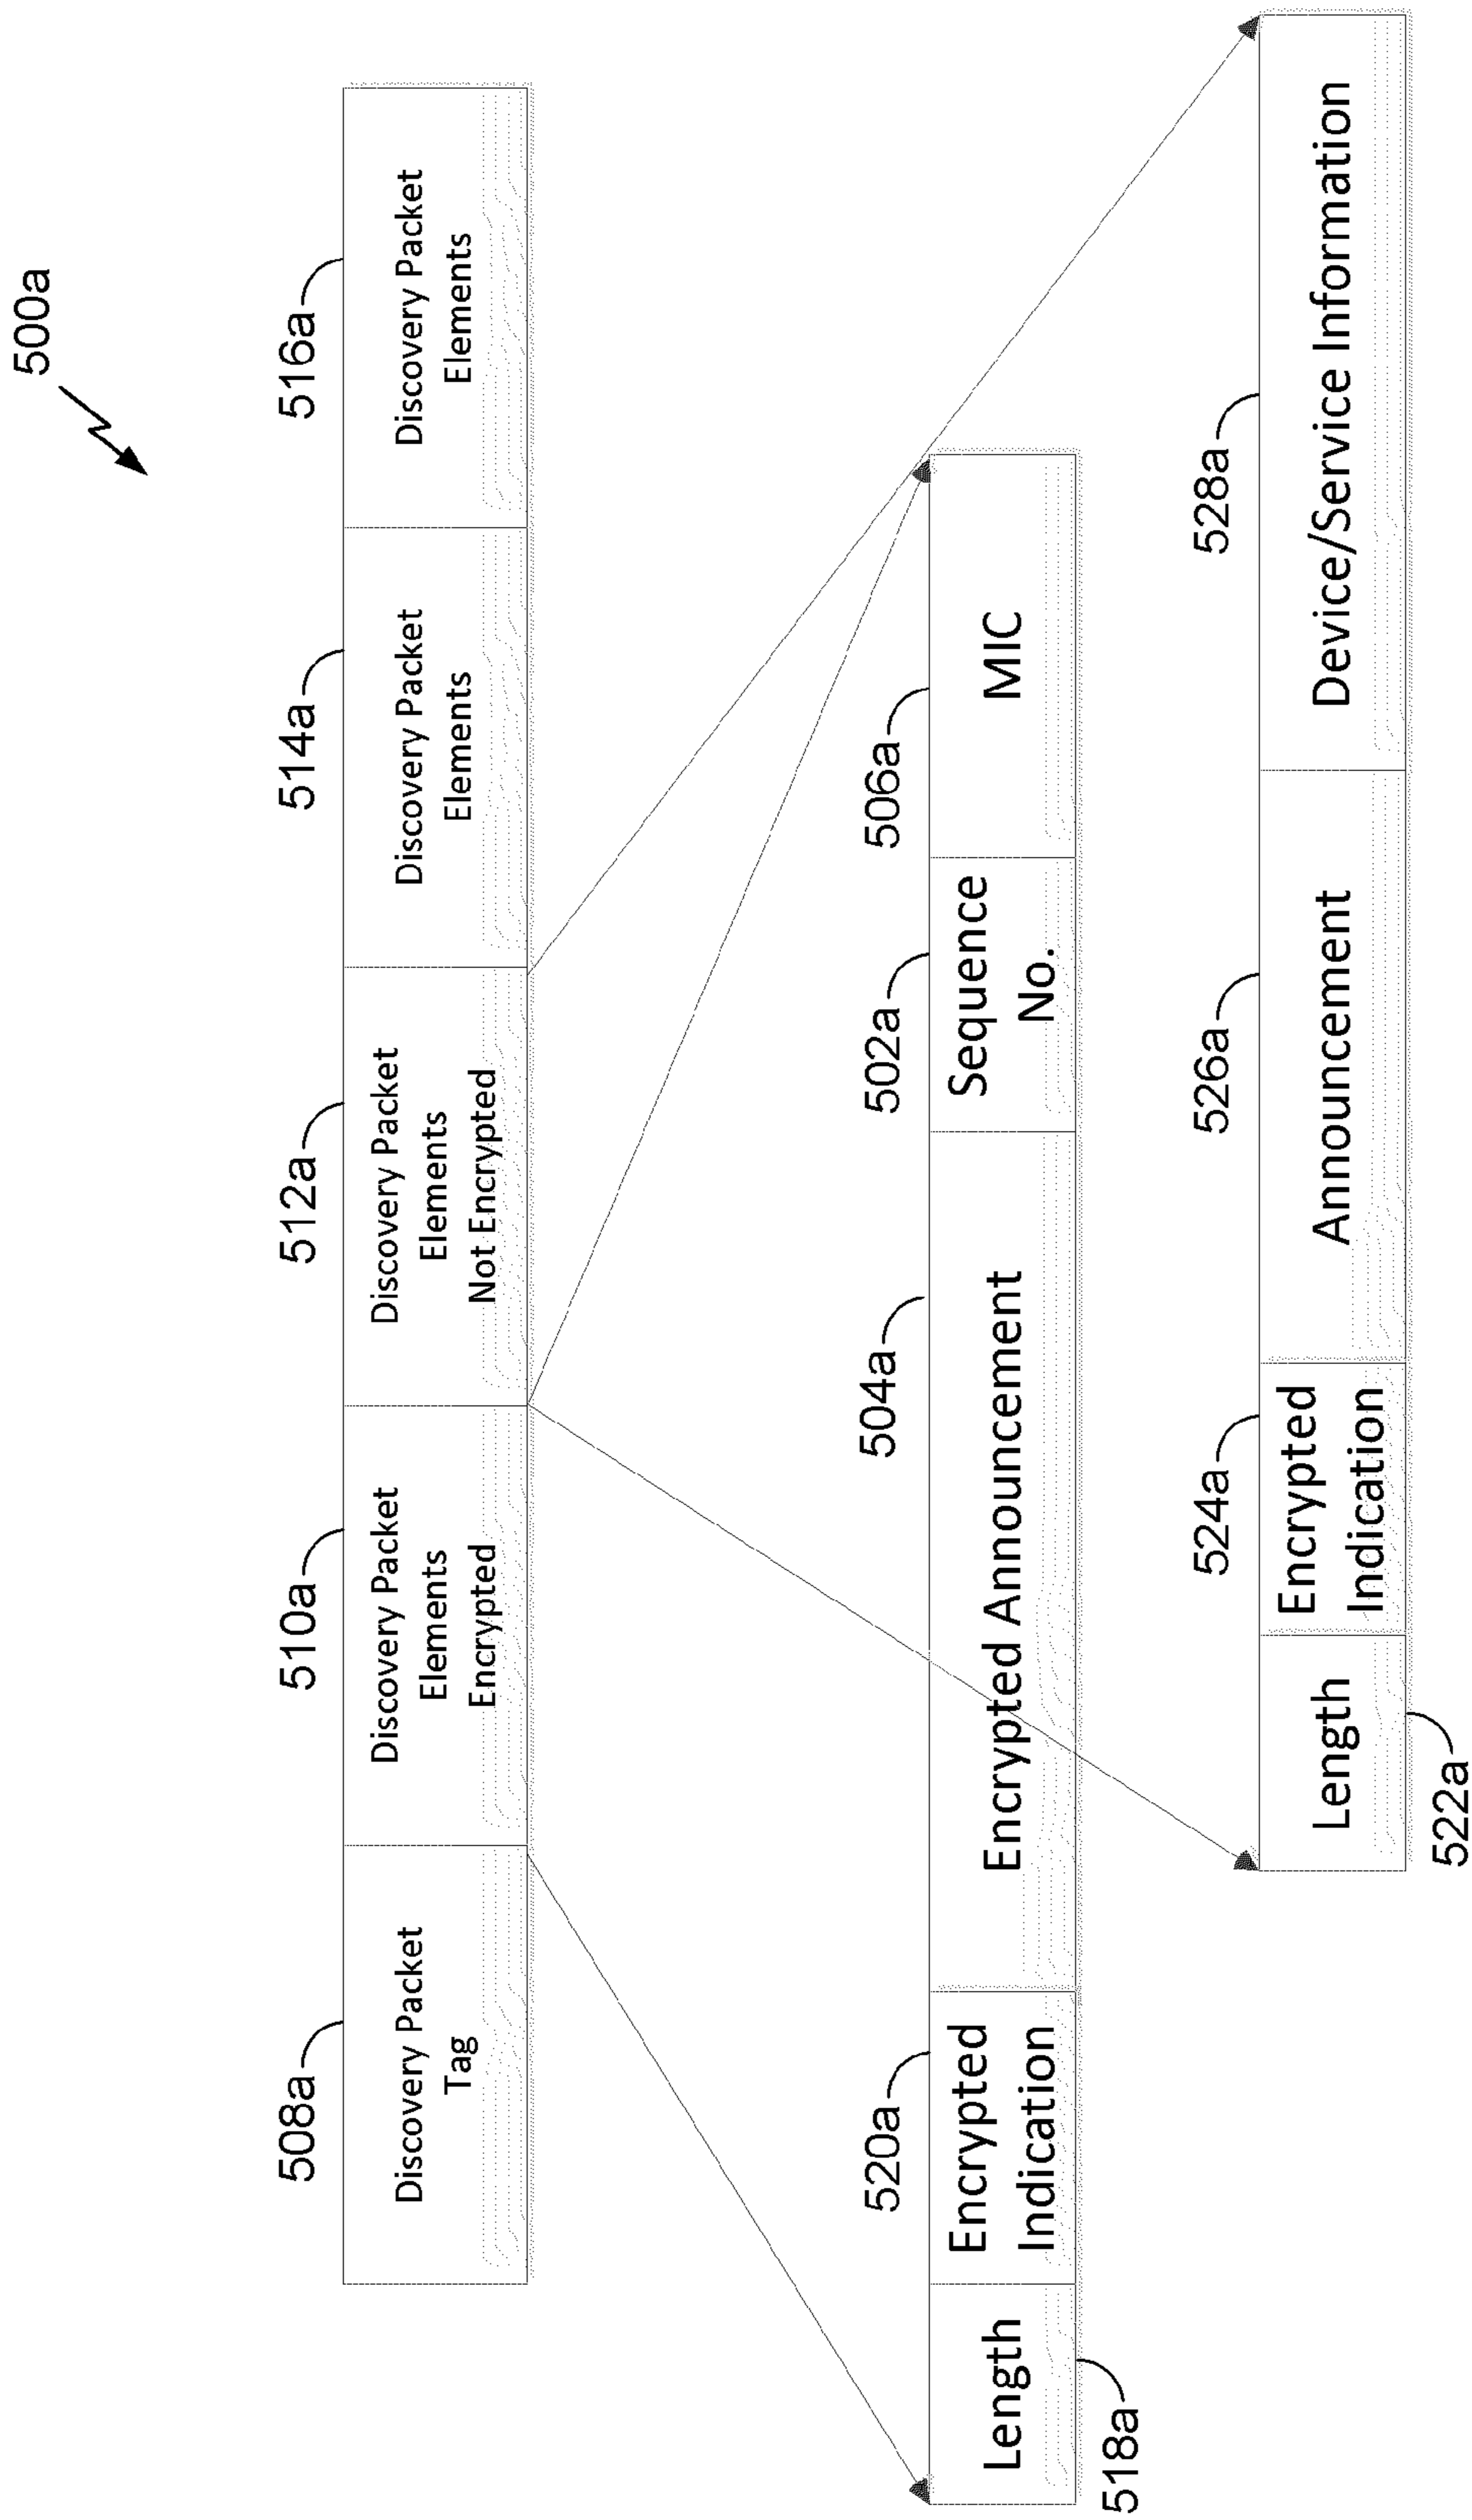 500a
508a
510a
512a
514a
516a
Discovery Packet
Tag
Discovery Packet
Elements
Encrypted
Discovery Packet
Elements
Not Encrypted
Discovery Packet
Elements
Discovery Packet
Elements
520a
504a
502a
506a
Length
Encrypted
Indication
Encrypted Announcement
Sequence
No.
MIC
518a
524a
526a
528a
Length
Encrypted
Indication
Announcement
Device/Service Information
522a